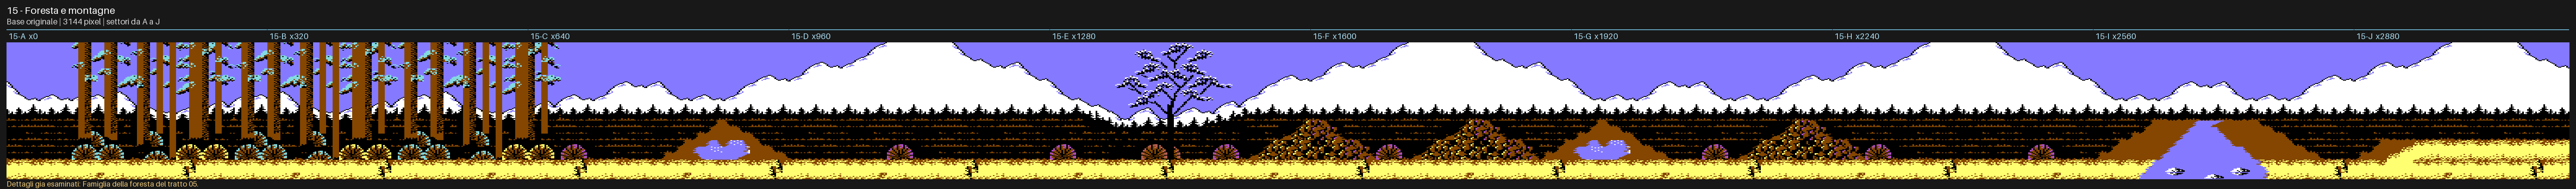 15 - Foresta e montagne
Base originale | 3144 pixel | settori da A a J
15-A x0 15-B x320 15-C x640 15-D x960 15-E x1280 15-F x1600 15-G x1920 15-H x2240 15-I x2560 15-J x2880
Dettagli gia esaminati: Famiglia della foresta del tratto 05.